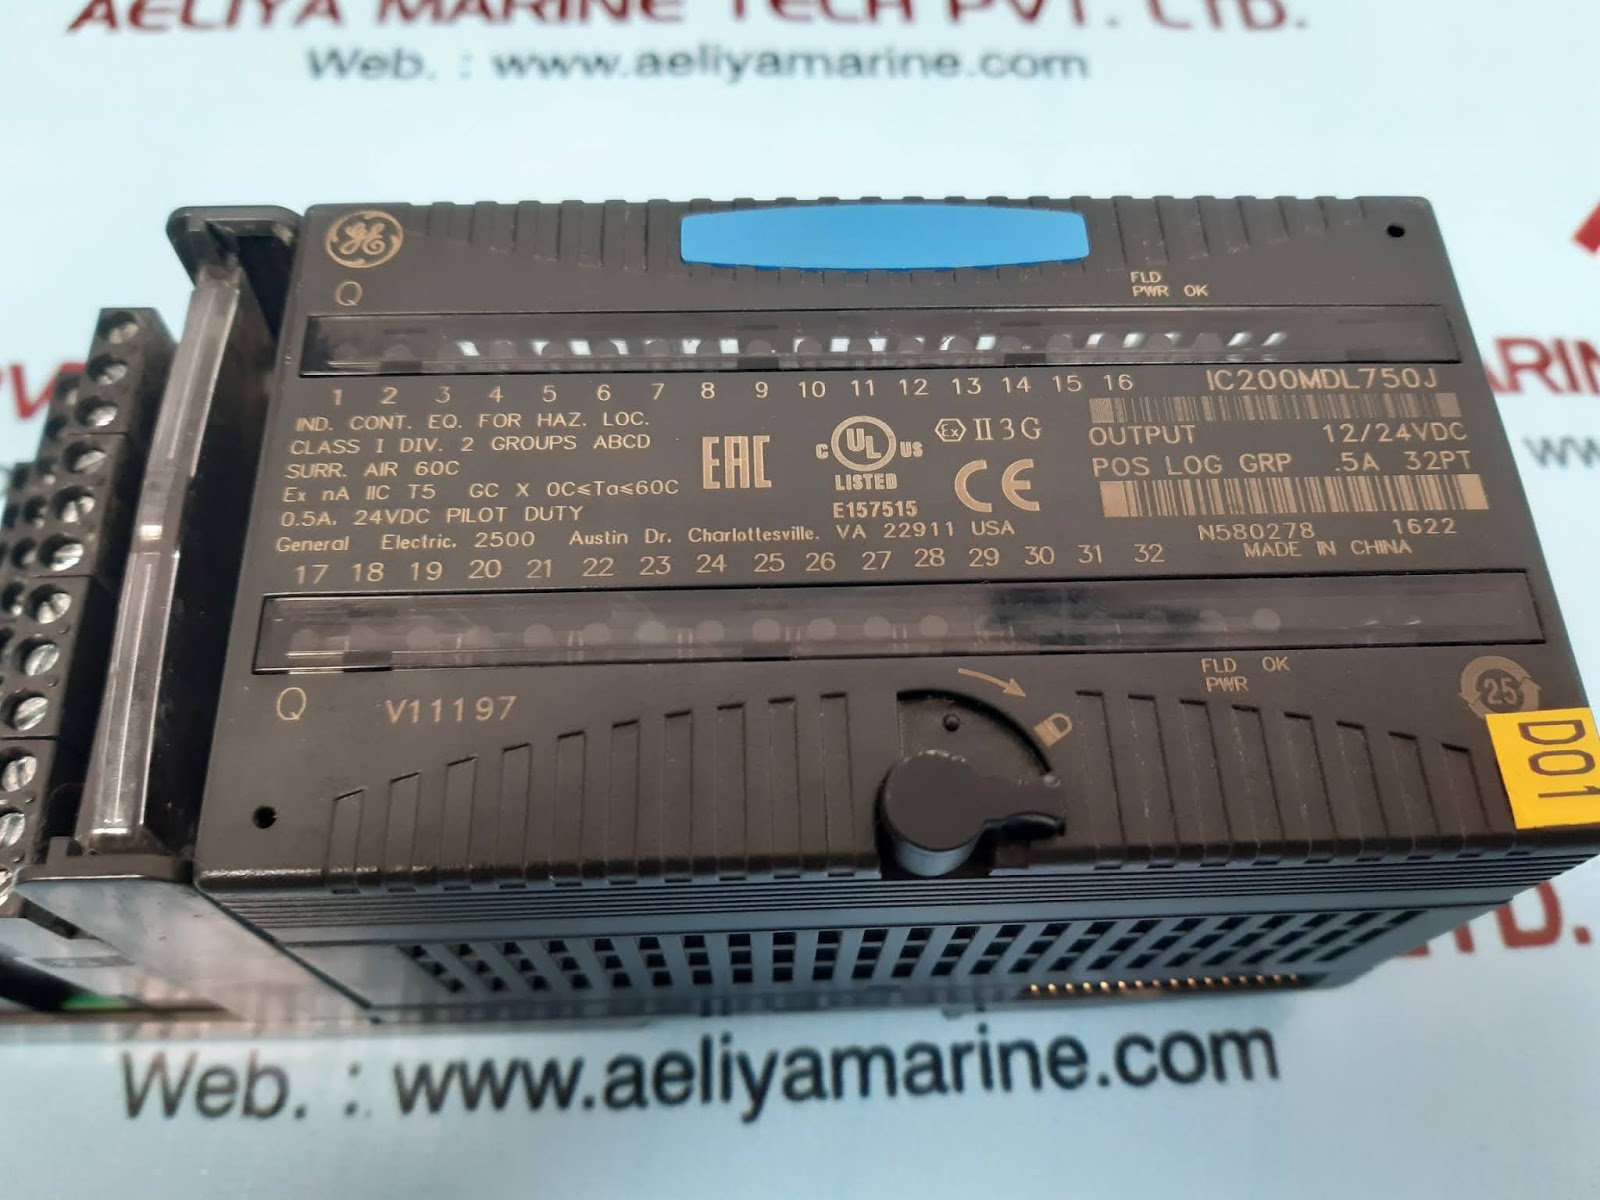 AELIYA MARINE TECH PVT. LTD.
Web. : www.aeliyamarine.com
GE
Q
FLD
PWR OK
1 2 3 4 5 6 7 8 9 10 11 12 13 14 15 16
IC200MDL750J
IND. CONT. EQ. FOR HAZ. LOC.
CLASS I DIV. 2 GROUPS ABCD
SURR. AIR 60C
Ex nA IIC T5 GC X 0C≤Ta≤60C
0.5A, 24VDC PILOT DUTY
General Electric, 2500 Austin Dr. Charlottesville. VA 22911 USA
EAC
C UL US
LISTED
E157515
Ex II 3 G
CE
OUTPUT 12/24VDC
POS LOG GRP .5A 32PT
N580278 1622
MADE IN CHINA
17 18 19 20 21 22 23 24 25 26 27 28 29 30 31 32
Q
V11197
FLD OK
PWR
25
D01
Web. : www.aeliyamarine.com